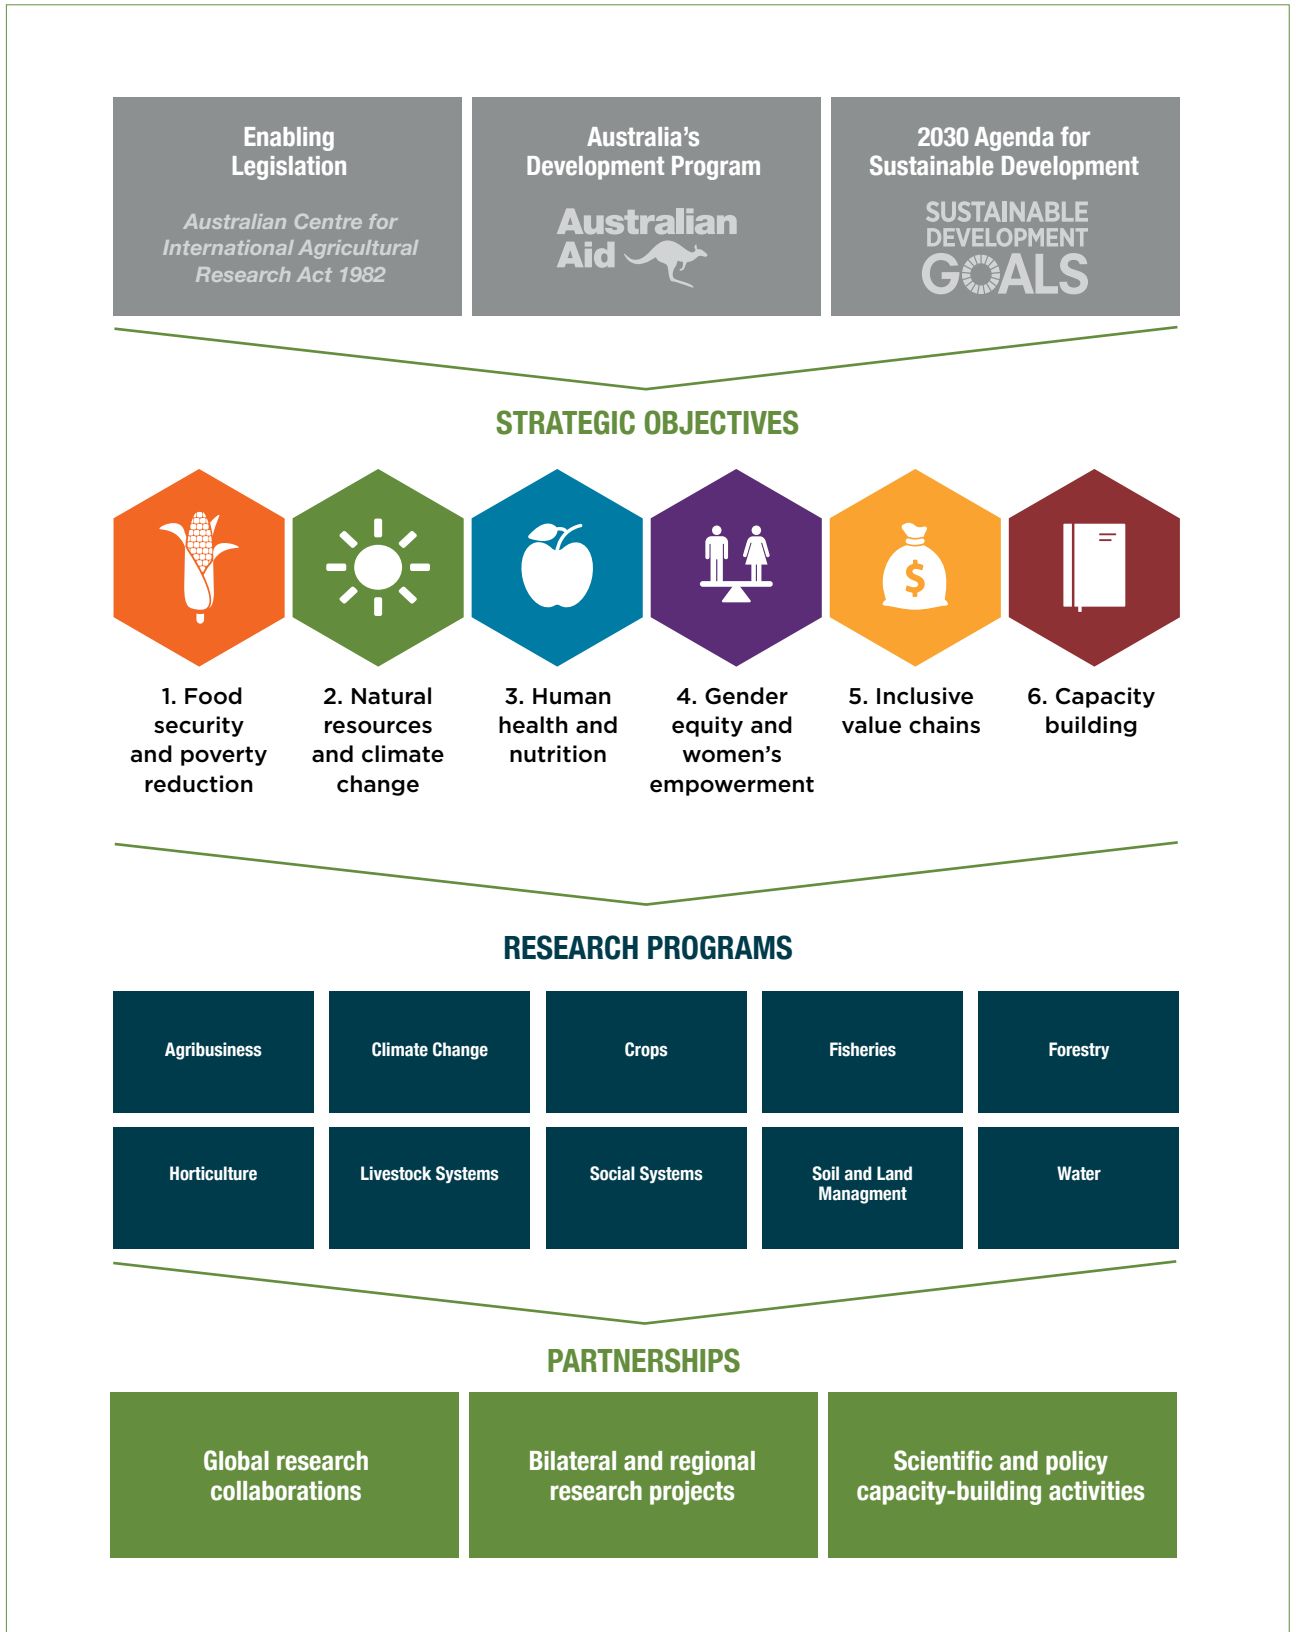 Enabling
Legislation
Australian Centre for
International Agricultural
Research Act 1982
Australia's
Development Program
Australian
Aid
2030 Agenda for
Sustainable Development
SUSTAINABLE
DEVELOPMENT
GOALS
STRATEGIC OBJECTIVES
$
1. Food
security
and poverty
reduction
2. Natural
resources
and climate
change
3. Human
health and
nutrition
4. Gender
equity and
women's
empowerment
5. Inclusive
value chains
6. Capacity
building
RESEARCH PROGRAMS
Agribusiness
Climate Change
Crops
Fisheries
Forestry
Horticulture
Livestock Systems
Social Systems
Soil and Land
Managment
Water
PARTNERSHIPS
Global research
collaborations
Bilateral and regional
research projects
Scientific and policy
capacity-building activities